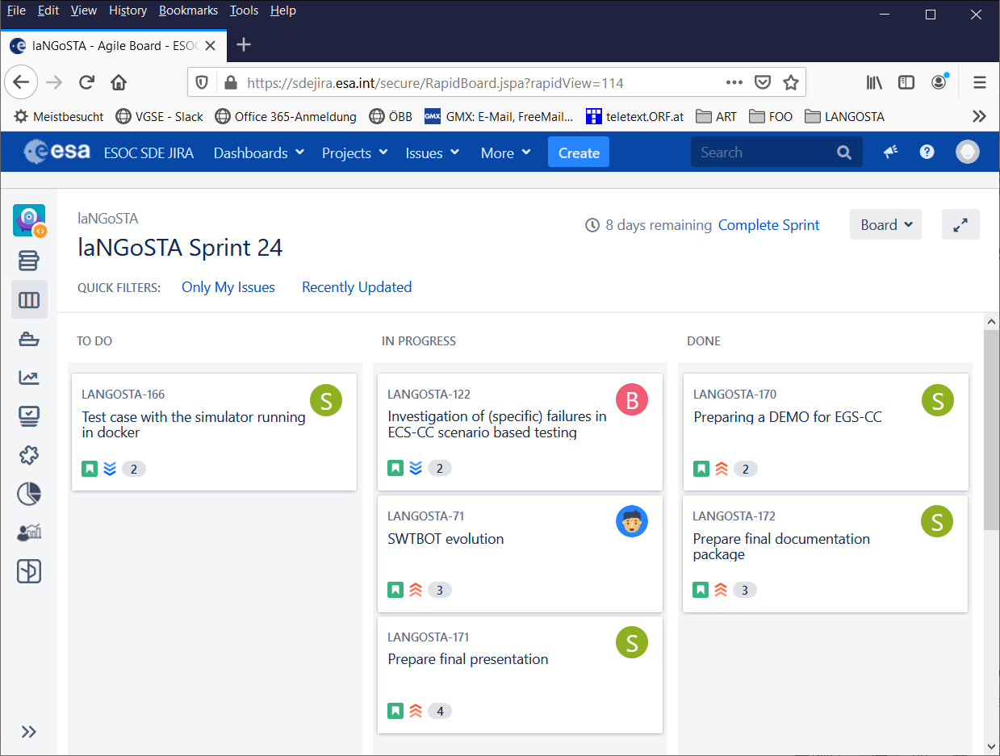 File Edit View History Bookmarks Tools Help
laNGoSTA - Agile Board - ESOC
https://sdejira.esa.int/secure/RapidBoard.jspa?rapidView=114
Meistbesucht VGSE - Slack Office 365-Anmeldung ÖBB GMX GMX: E-Mail, FreeMail... teletext.ORF.at ART FOO LANGOSTA
esa ESOC SDE JIRA Dashboards Projects Issues More Create Search
laNGoSTA
8 days remaining Complete Sprint Board
laNGoSTA Sprint 24
QUICK FILTERS: Only My Issues Recently Updated
TO DO IN PROGRESS DONE
LANGOSTA-166
S
Test case with the simulator running
in docker
2
LANGOSTA-122
B
Investigation of (specific) failures in
ECS-CC scenario based testing
2
LANGOSTA-71
SWTBOT evolution
3
LANGOSTA-171
S
Prepare final presentation
4
LANGOSTA-170
S
Preparing a DEMO for EGS-CC
2
LANGOSTA-172
S
Prepare final documentation
package
3